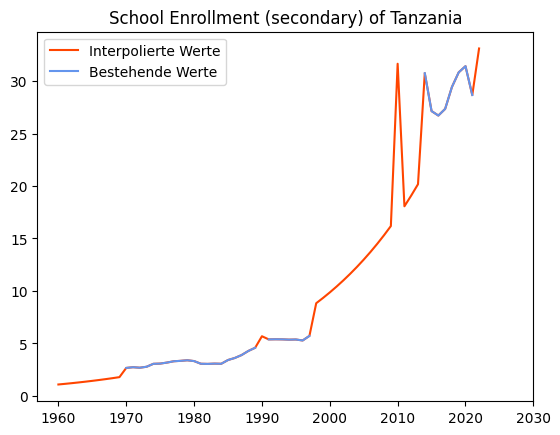 School Enrollment (secondary) of Tanzania
Interpolierte Werte
Bestehende Werte
30
25
20
15
10
5
0
1960 1970 1980 1990 2000 2010 2020 2030